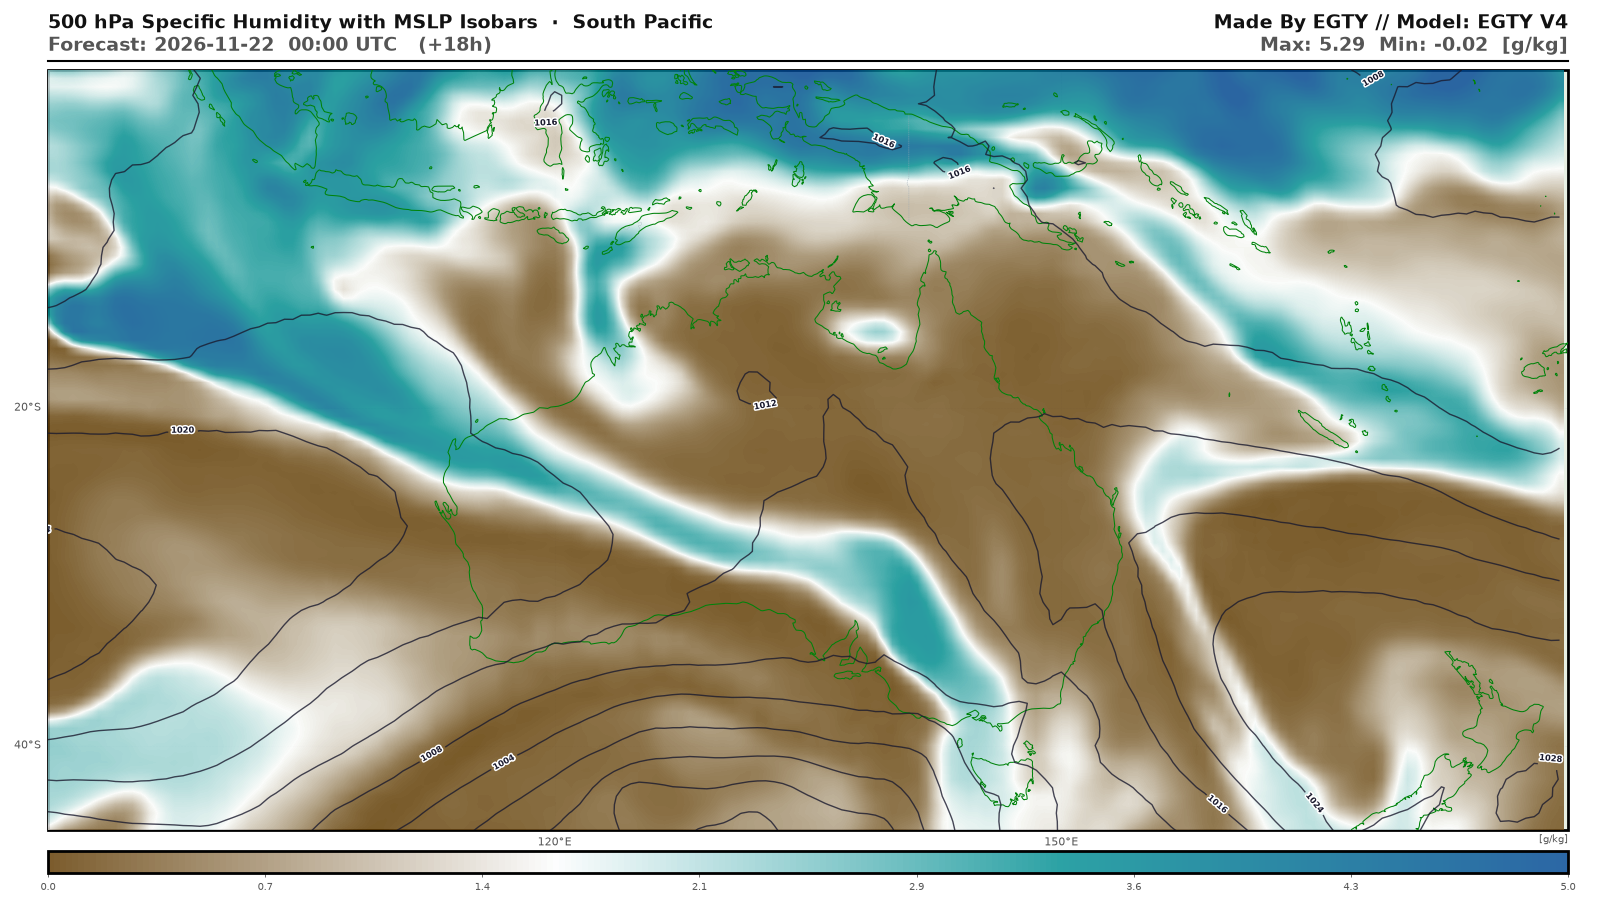 500 hPa Specific Humidity with MSLP Isobars · South Pacific
Made By EGTY // Model: EGTY V4
Forecast: 2026-11-22 00:00 UTC (+18h)
Max: 5.29 Min: -0.02 [g/kg]
1008
1016
1016
1016
1012
20°S
1020
1008
1004
40°S
1028
1016
1024
120°E
150°E
[g/kg]
0.0
0.7
1.4
2.1
2.9
3.6
4.3
5.0